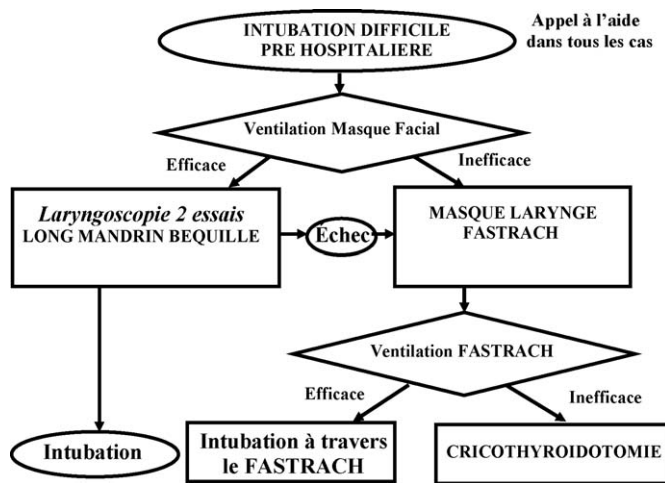 INTUBATION DIFFICILE
PRE HOSPITALIERE
Appel à l'aide
dans tous les cas
Ventilation Masque Facial
Efficace
Inefficace
Laryngoscopie 2 essais
LONG MANDRIN BEQUILLE
Échec
MASQUE LARYNGE
FASTRACH
Ventilation FASTRACH
Efficace
Inefficace
Intubation
Intubation à travers
le FASTRACH
CRICOTHYROIDOTOMIE